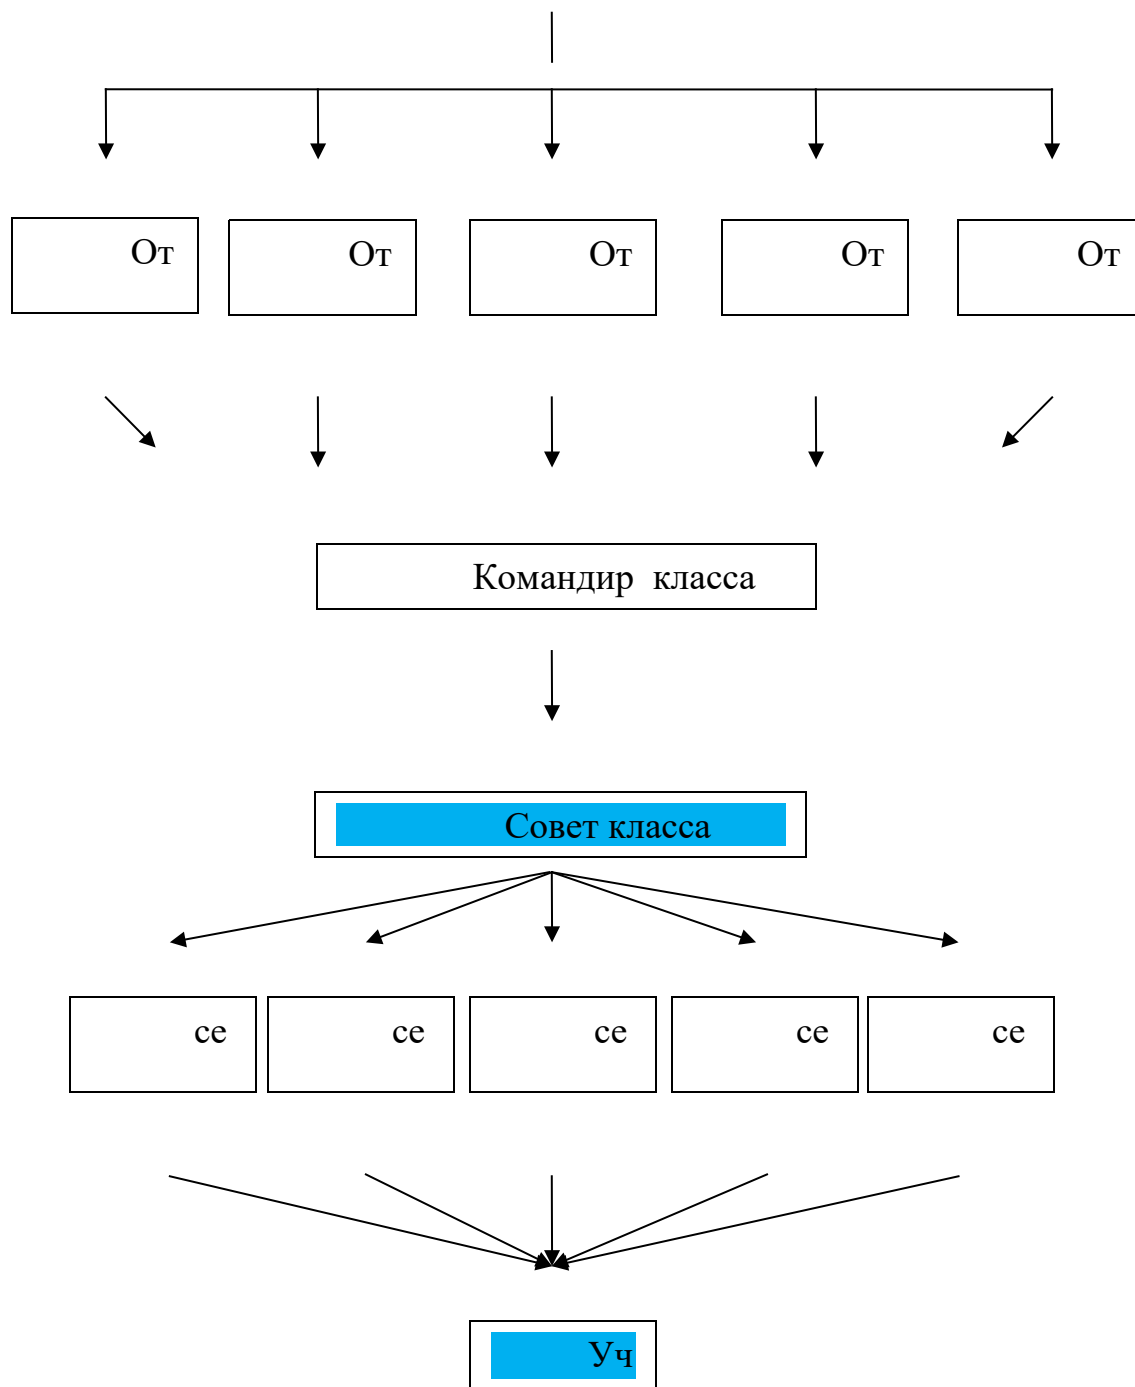 От От От От От
Командир класса
Совет класса
се се се се се
Уч